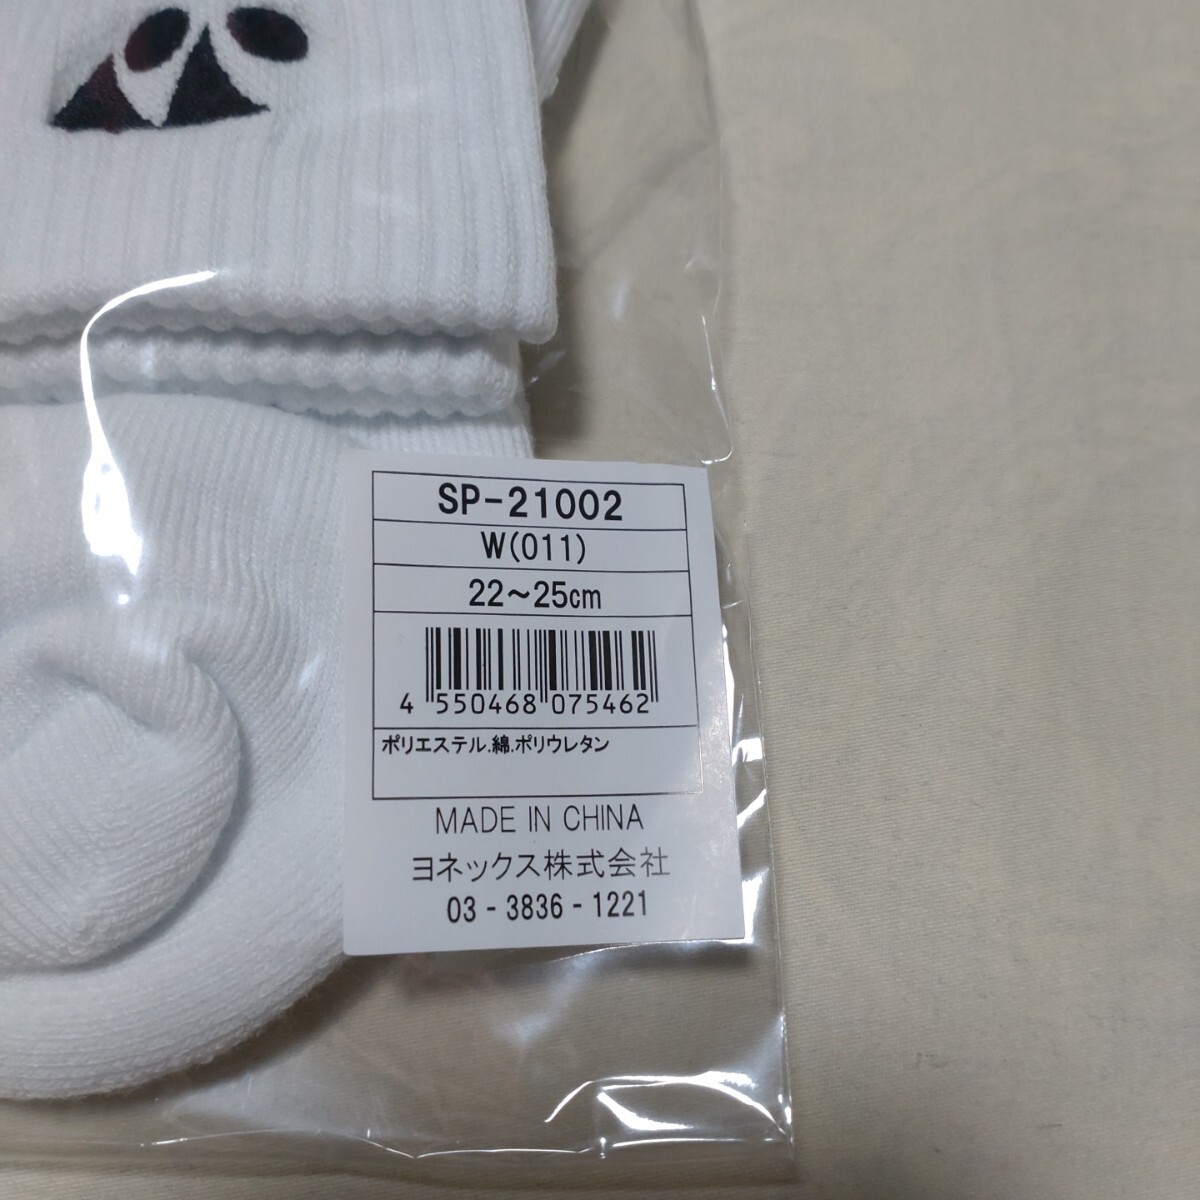 SP-21002
W(011)
22～25cm
4 550468 075462
ポリエステル.綿.ポリウレタン
MADE IN CHINA
ヨネックス株式会社
03 - 3836 - 1221